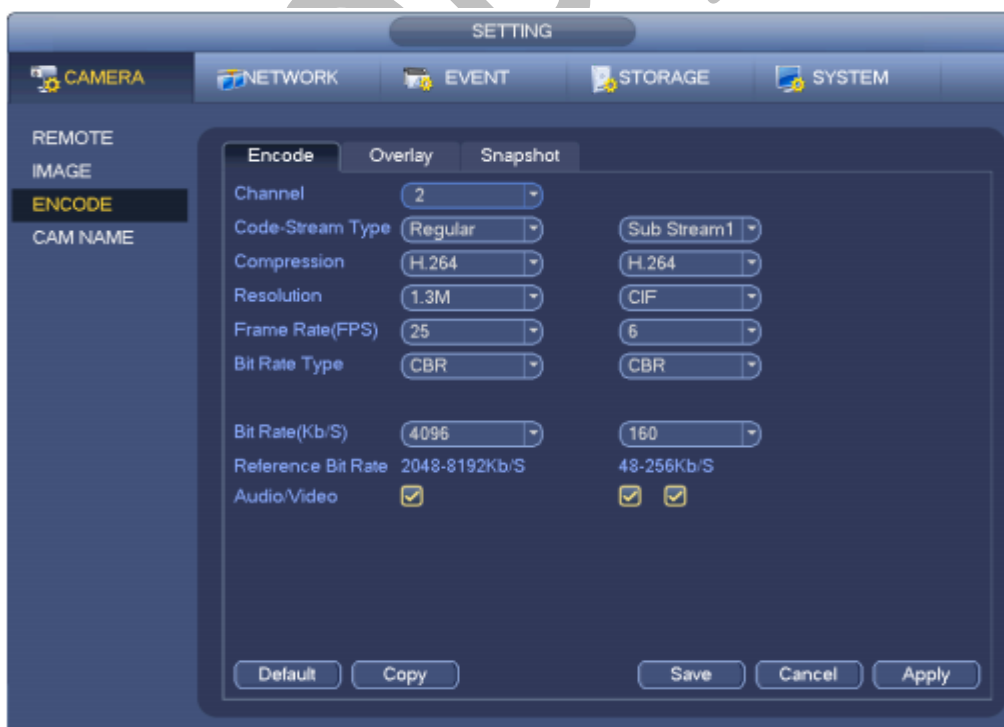 SETTING
CAMERA NETWORK EVENT STORAGE SYSTEM
REMOTE
IMAGE
ENCODE
CAM NAME
Encode Overlay Snapshot
Channel 2
Code-Stream Type Regular Sub Stream1
Compression H.264 H.264
Resolution 1.3M CIF
Frame Rate(FPS) 25 6
Bit Rate Type CBR CBR
Bit Rate(Kb/S) 4096 160
Reference Bit Rate 2048-8192Kb/S 48-256Kb/S
Audio/Video
Default Copy Save Cancel Apply